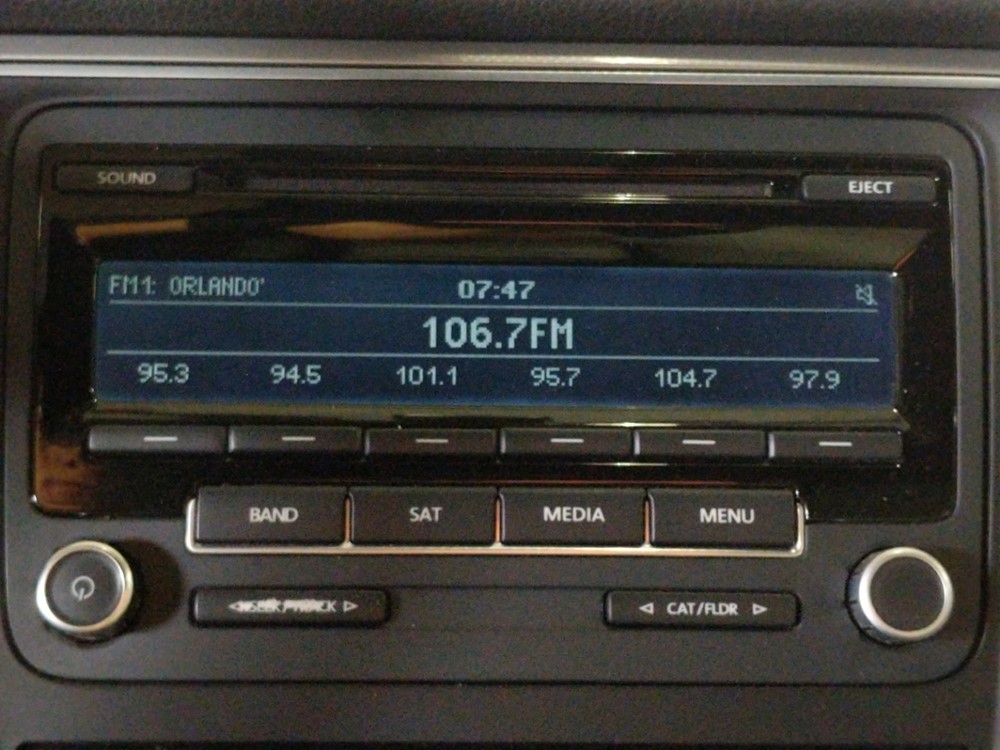 SOUND
EJECT
FM1: ORLANDO'
07:47
106.7FM
95.3 94.5 101.1 95.7 104.7 97.9
BAND SAT MEDIA MENU
CAT/FLDR